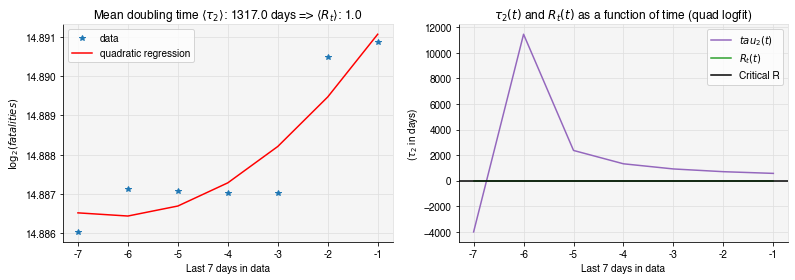 Mean doubling time ⟨τ₂⟩: 1317.0 days => ⟨Rₜ⟩: 1.0
data
quadratic regression
14.891
14.890
14.889
14.888
14.887
14.886
log₂(fatalities)
-7 -6 -5 -4 -3 -2 -1
Last 7 days in data
τ₂(t) and Rₜ(t) as a function of time (quad logfit)
tau₂(t)
Rₜ(t)
Critical R
12000
10000
8000
6000
4000
2000
0
−2000
−4000
(τ₂ in days)
-7 -6 -5 -4 -3 -2 -1
Last 7 days in data